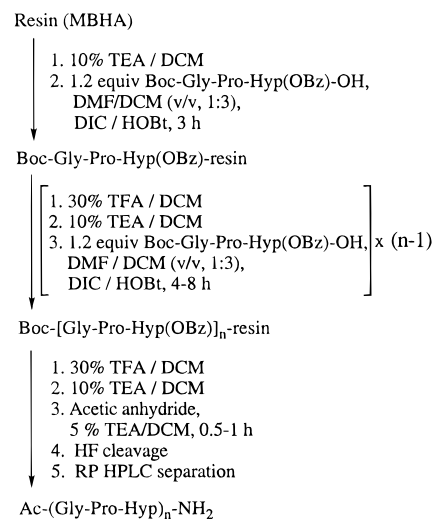 Resin (MBHA)
1. 10% TEA / DCM
2. 1.2 equiv Boc-Gly-Pro-Hyp(OBz)-OH,
DMF/DCM (v/v, 1:3),
DIC / HOBt, 3 h
Boc-Gly-Pro-Hyp(OBz)-resin
1. 30% TFA / DCM
2. 10% TEA / DCM
3. 1.2 equiv Boc-Gly-Pro-Hyp(OBz)-OH, x (n-1)
DMF / DCM (v/v, 1:3),
DIC / HOBt, 4-8 h
Boc-[Gly-Pro-Hyp(OBz)]n-resin
1. 30% TFA / DCM
2. 10% TEA / DCM
3. Acetic anhydride,
5 % TEA/DCM, 0.5-1 h
4. HF cleavage
5. RP HPLC separation
Ac-(Gly-Pro-Hyp)n-NH2